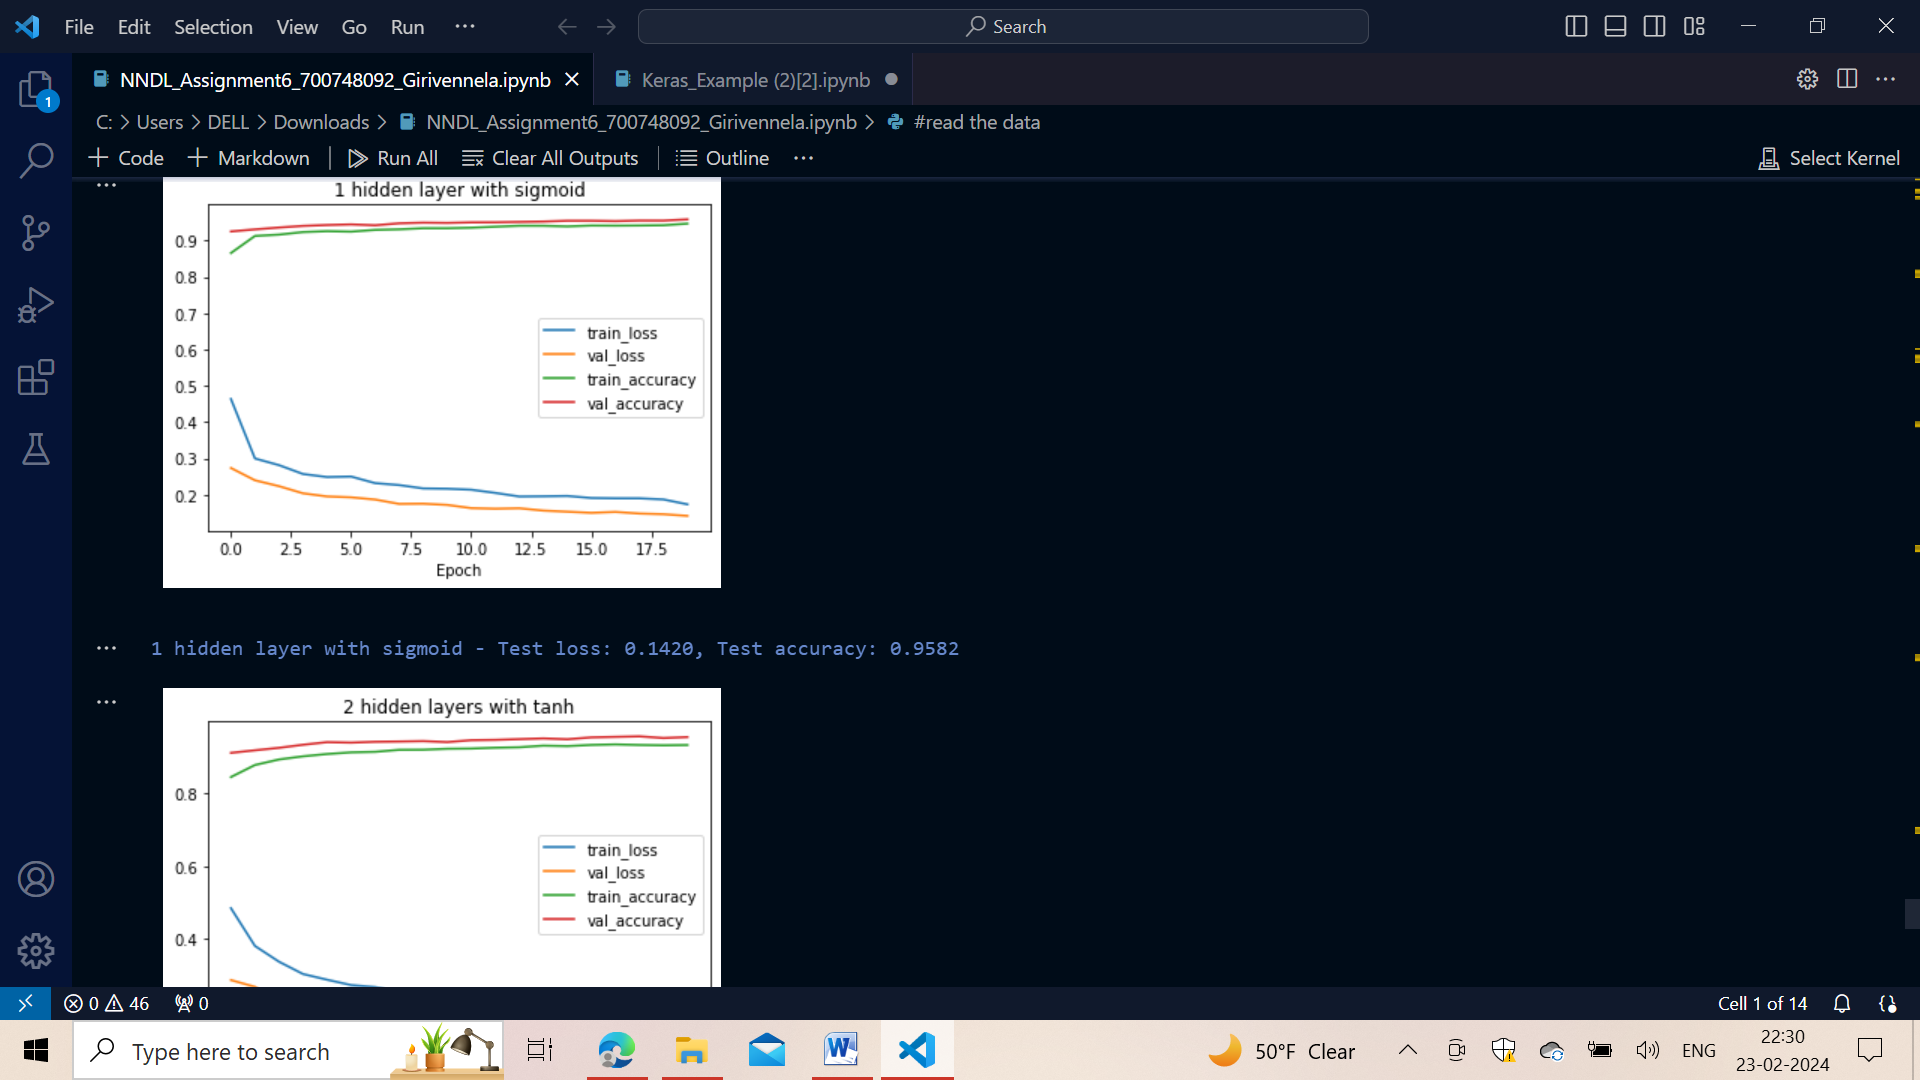 File Edit Selection View Go Run ...
Search
NNDL_Assignment6_700748092_Girivennela.ipynb
Keras_Example (2)[2].ipynb
C: > Users > DELL > Downloads > NNDL_Assignment6_700748092_Girivennela.ipynb > #read the data
+ Code + Markdown | Run All Clear All Outputs | Outline ...
Select Kernel
1
1 hidden layer with sigmoid
0.9
0.8
0.7
0.6
0.5
0.4
0.3
0.2
train_loss
val_loss
train_accuracy
val_accuracy
0.0 2.5 5.0 7.5 10.0 12.5 15.0 17.5
Epoch
1 hidden layer with sigmoid - Test loss: 0.1420, Test accuracy: 0.9582
2 hidden layers with tanh
0.8
0.6
0.4
train_loss
val_loss
train_accuracy
val_accuracy
0 46 0
Cell 1 of 14
Type here to search
50°F Clear
ENG
22:30
23-02-2024